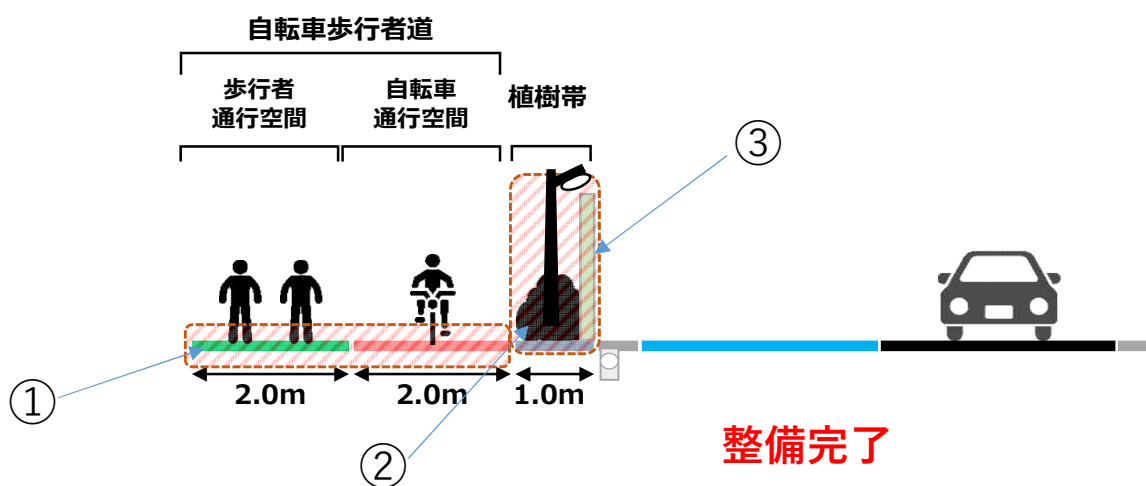 自転車歩行者道
歩行者
通行空間
自転車
通行空間
植樹帯
③
①
2.0m
2.0m
1.0m
②
整備完了